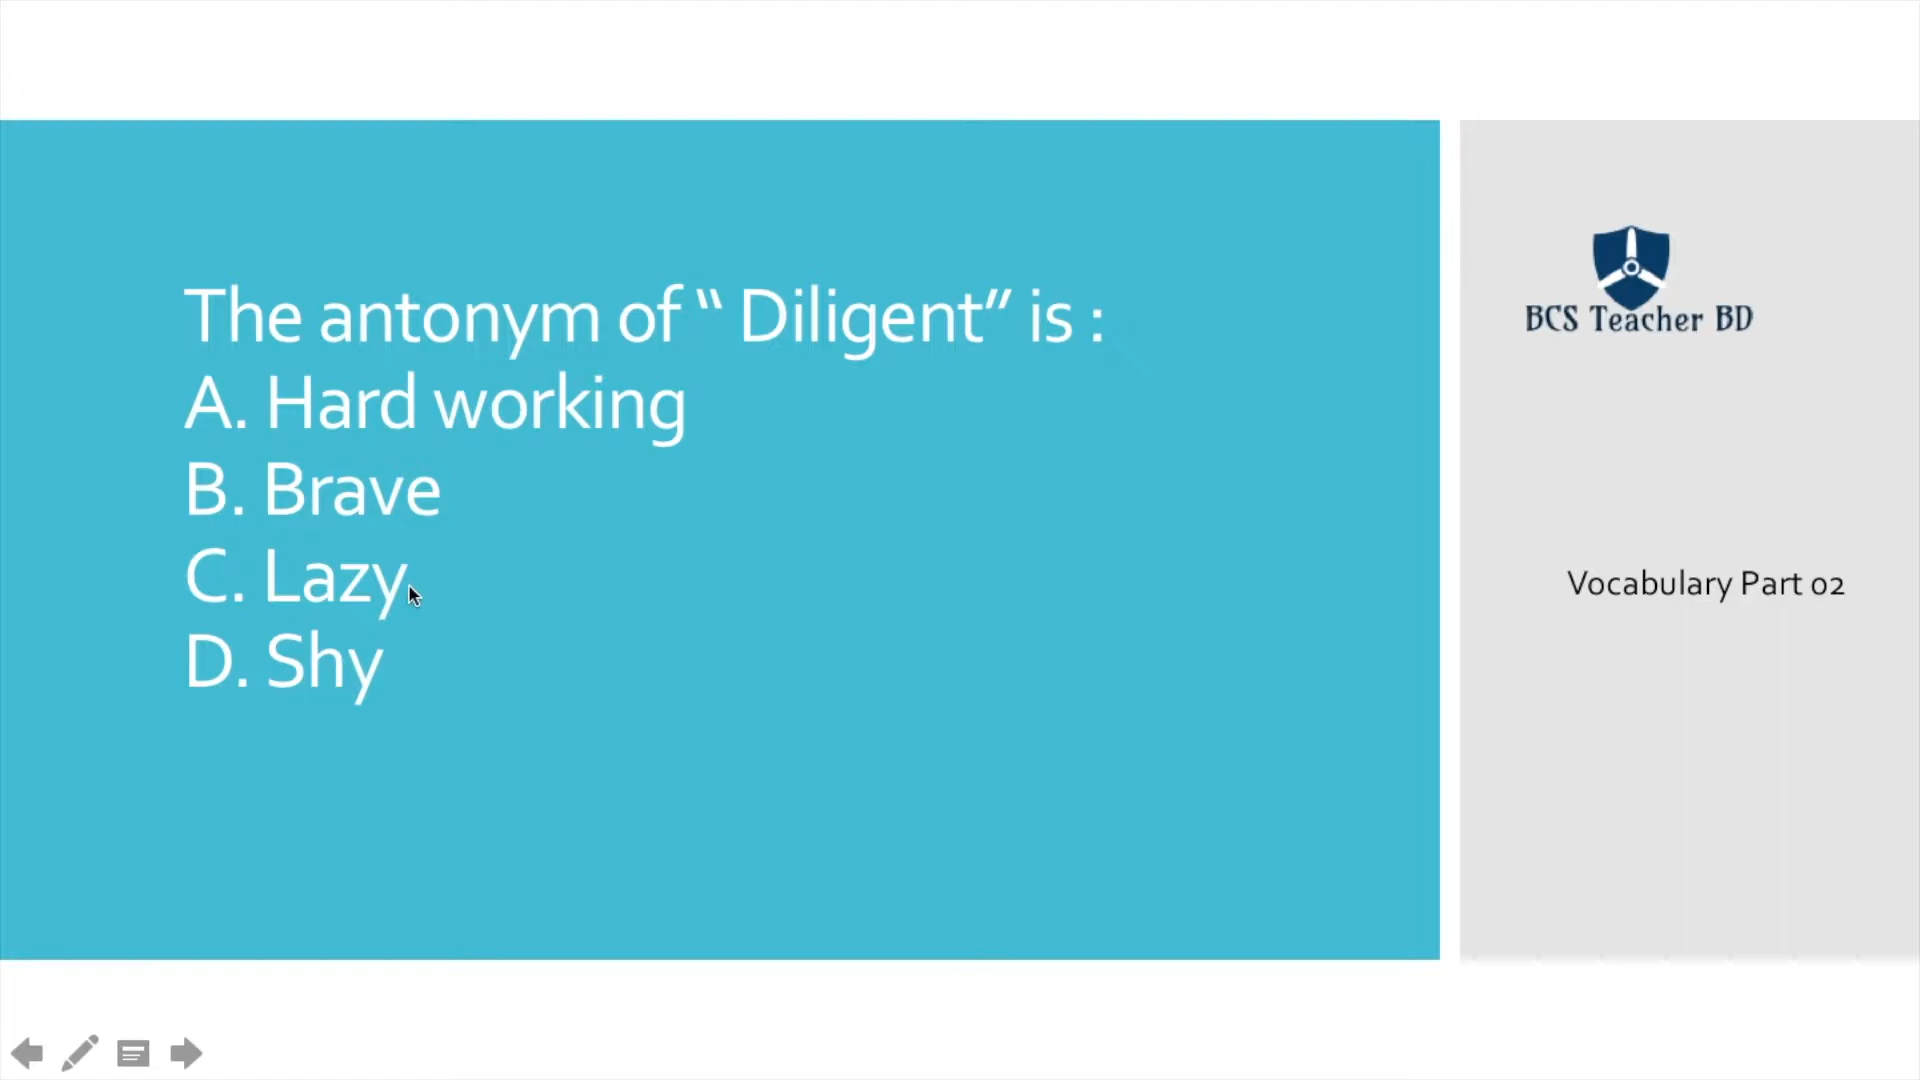 The antonym of “ Diligent” is :
A. Hard working
B. Brave
C. Lazy
D. Shy
BCS Teacher BD
Vocabulary Part 02